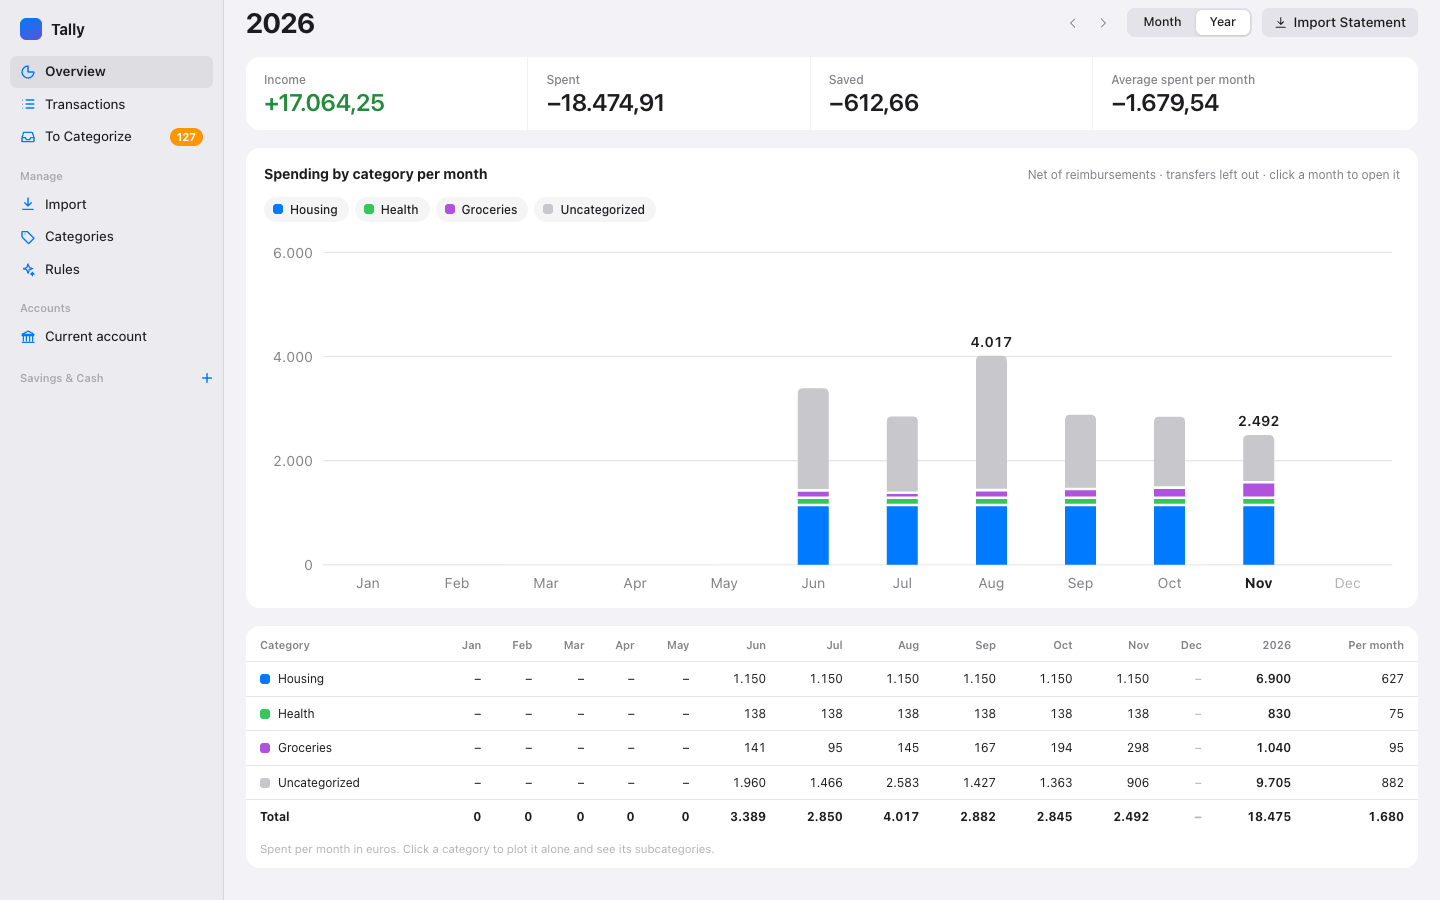 Tally
Overview
Transactions
To Categorize 127
Manage
Import
Categories
Rules
Accounts
Current account
Savings & Cash +
2026
Month Year Import Statement
Income Spent Saved Average spent per month
+17.064,25 –18.474,91 –612,66 –1.679,54
Spending by category per month Net of reimbursements · transfers left out · click a month to open it
Housing Health Groceries Uncategorized
6.000
4.017
4.000
2.492
2.000
0
Jan Feb Mar Apr May Jun Jul Aug Sep Oct Nov Dec
Category Jan Feb Mar Apr May Jun Jul Aug Sep Oct Nov Dec 2026 Per month
Housing – – – – – 1.150 1.150 1.150 1.150 1.150 1.150 – 6.900 627
Health – – – – – 138 138 138 138 138 138 – 830 75
Groceries – – – – – 141 95 145 167 194 298 – 1.040 95
Uncategorized – – – – – 1.960 1.466 2.583 1.427 1.363 906 – 9.705 882
Total 0 0 0 0 0 3.389 2.850 4.017 2.882 2.845 2.492 – 18.475 1.680
Spent per month in euros. Click a category to plot it alone and see its subcategories.